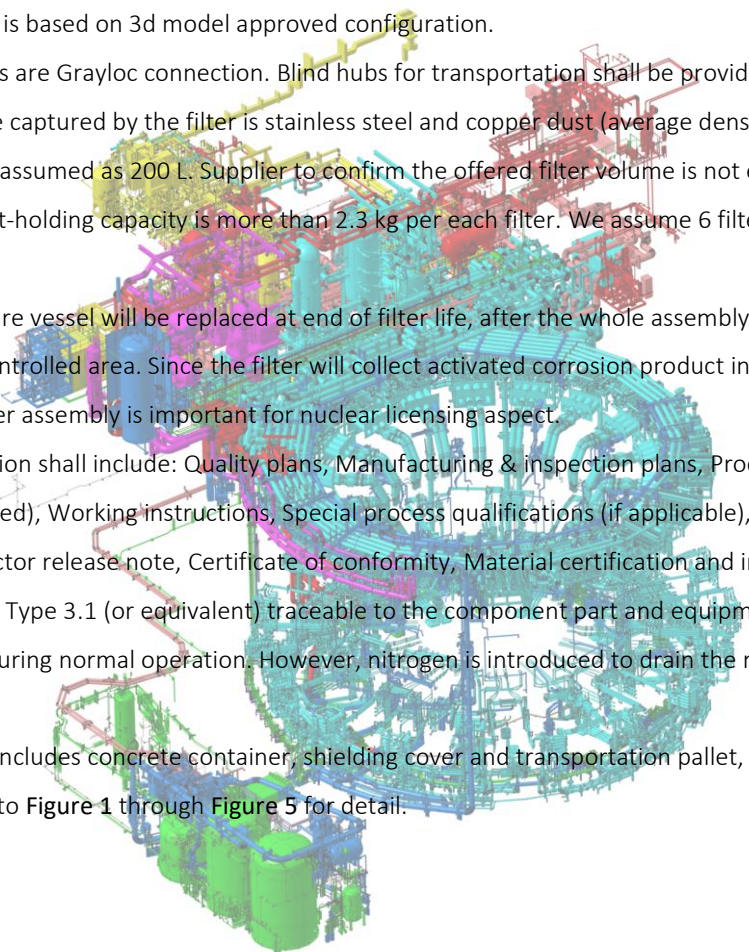 is based on 3d model approved configuration.
s are Grayloc connection. Blind hubs for transportation shall be provid
captured by the filter is stainless steel and copper dust (average dens
assumed as 200 L. Supplier to confirm the offered filter volume is not
t-holding capacity is more than 2.3 kg per each filter. We assume 6 filte
re vessel will be replaced at end of filter life, after the whole assembly
ntrolled area. Since the filter will collect activated corrosion product in
er assembly is important for nuclear licensing aspect.
ion shall include: Quality plans, Manufacturing & inspection plans, Proc
ed), Working instructions, Special process qualifications (if applicable),
ctor release note, Certificate of conformity, Material certification and i
Type 3.1 (or equivalent) traceable to the component part and equipm
uring normal operation. However, nitrogen is introduced to drain the
ncludes concrete container, shielding cover and transportation pallet,
to Figure 1 through Figure 5 for detail.